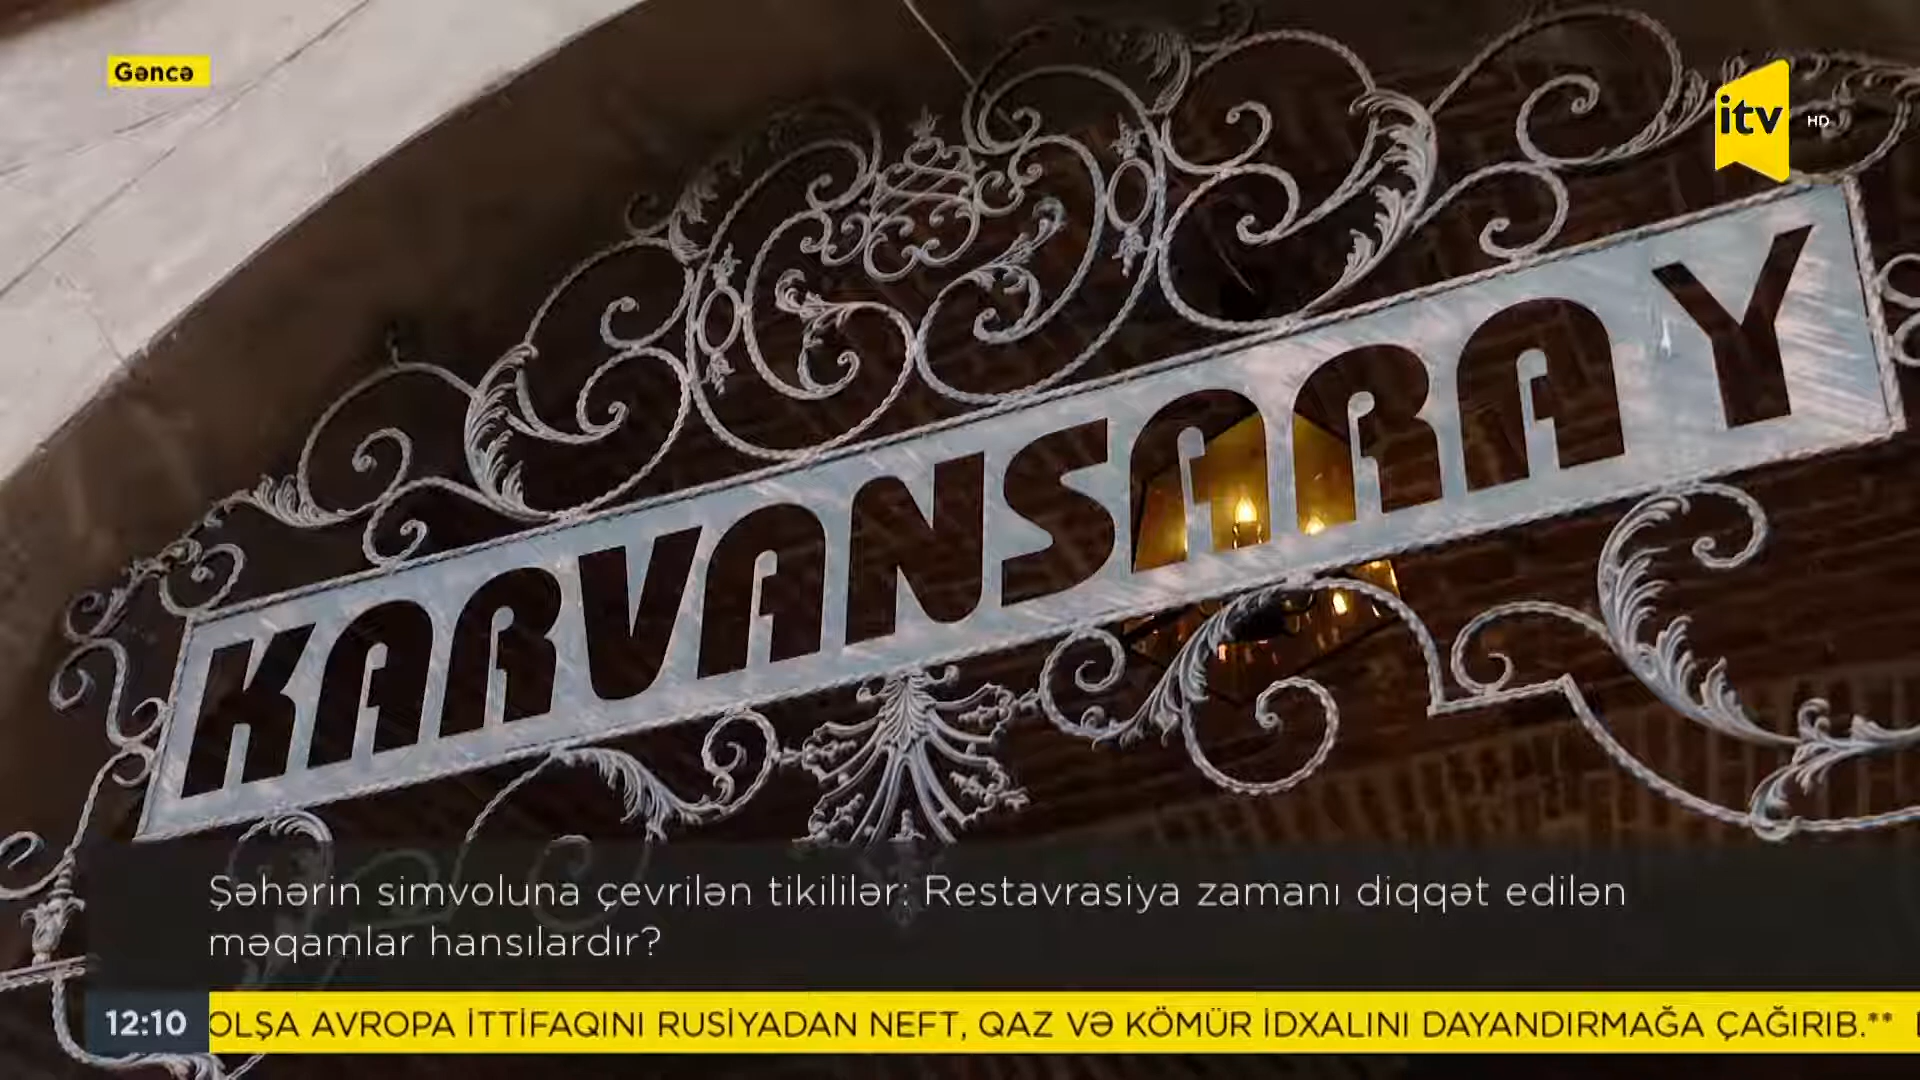 Gəncə
itv HD
KARVANSARAY
Şəhərin simvoluna çevrilən tikililər: Restavrasiya zamanı diqqət edilən
məqamlar hansılardır?
12:10
OLŞA AVROPA İTTİFAQINI RUSİYADAN NEFT, QAZ VƏ KÖMÜR İDXALINI DAYANDIRMAĞA ÇAĞIRIB.**